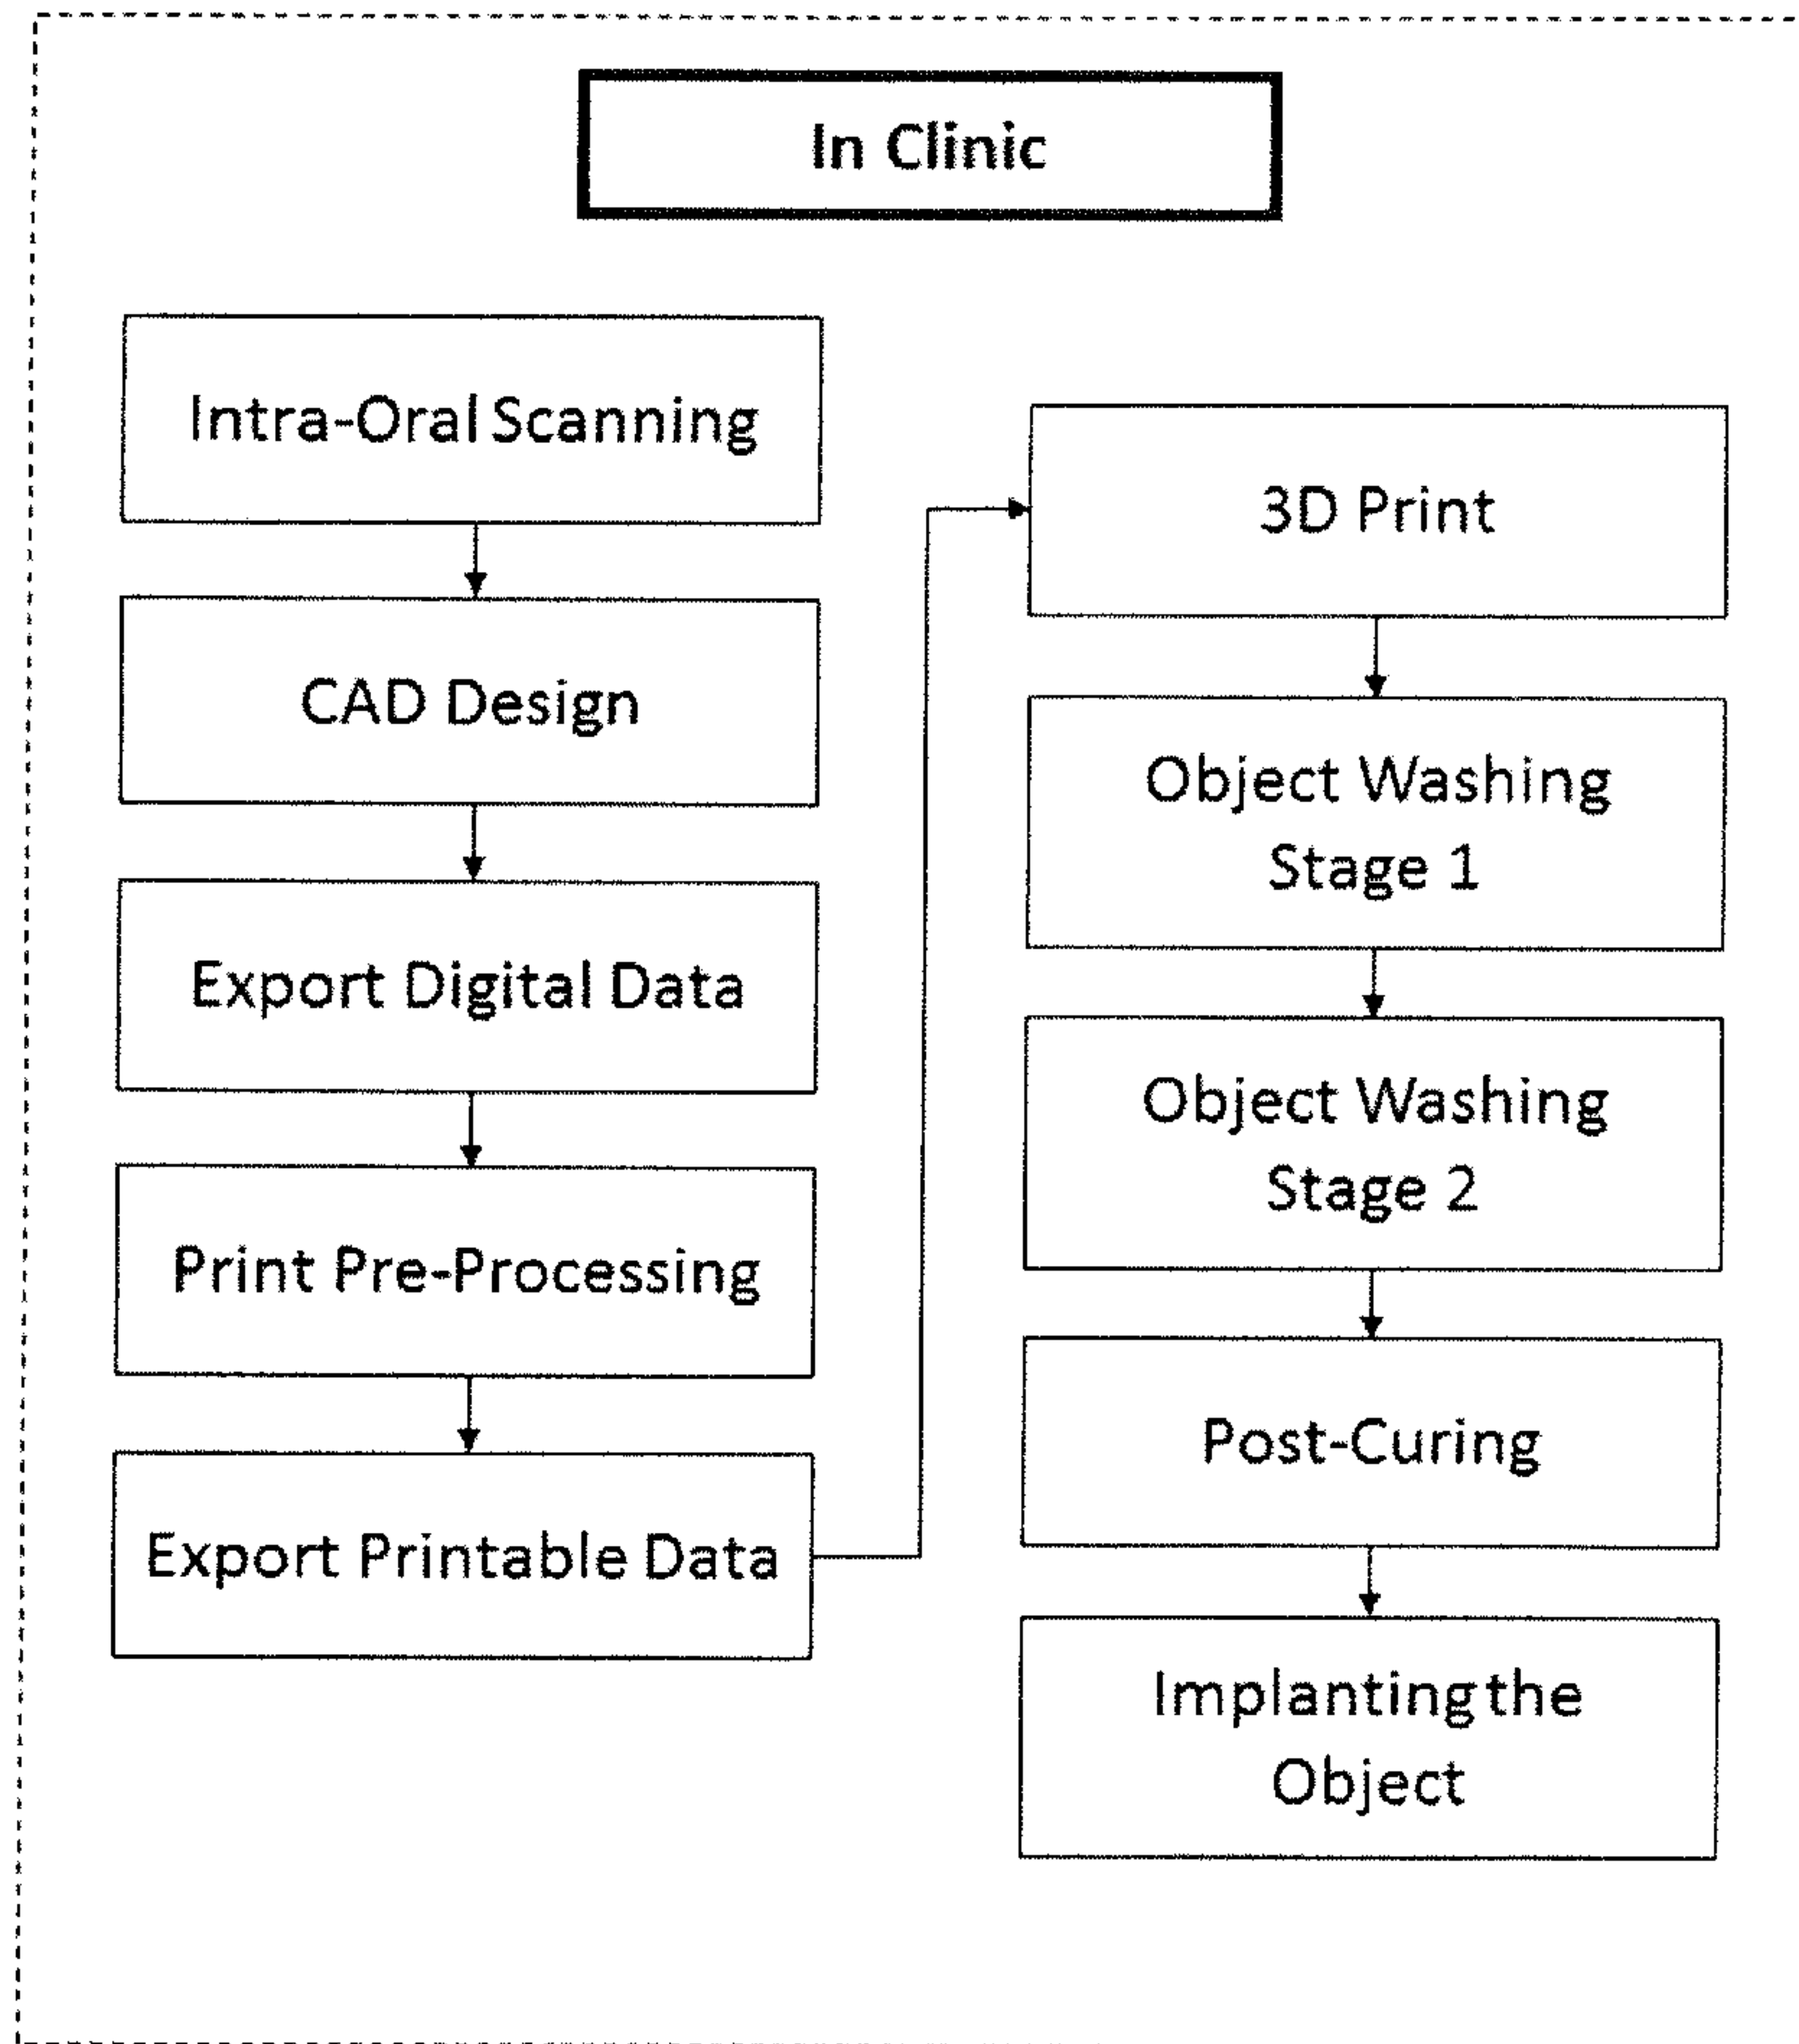 In Clinic
Intra-Oral Scanning
CAD Design
Export Digital Data
Print Pre-Processing
Export Printable Data
3D Print
Object Washing
Stage 1
Object Washing
Stage 2
Post-Curing
Implanting the
Object